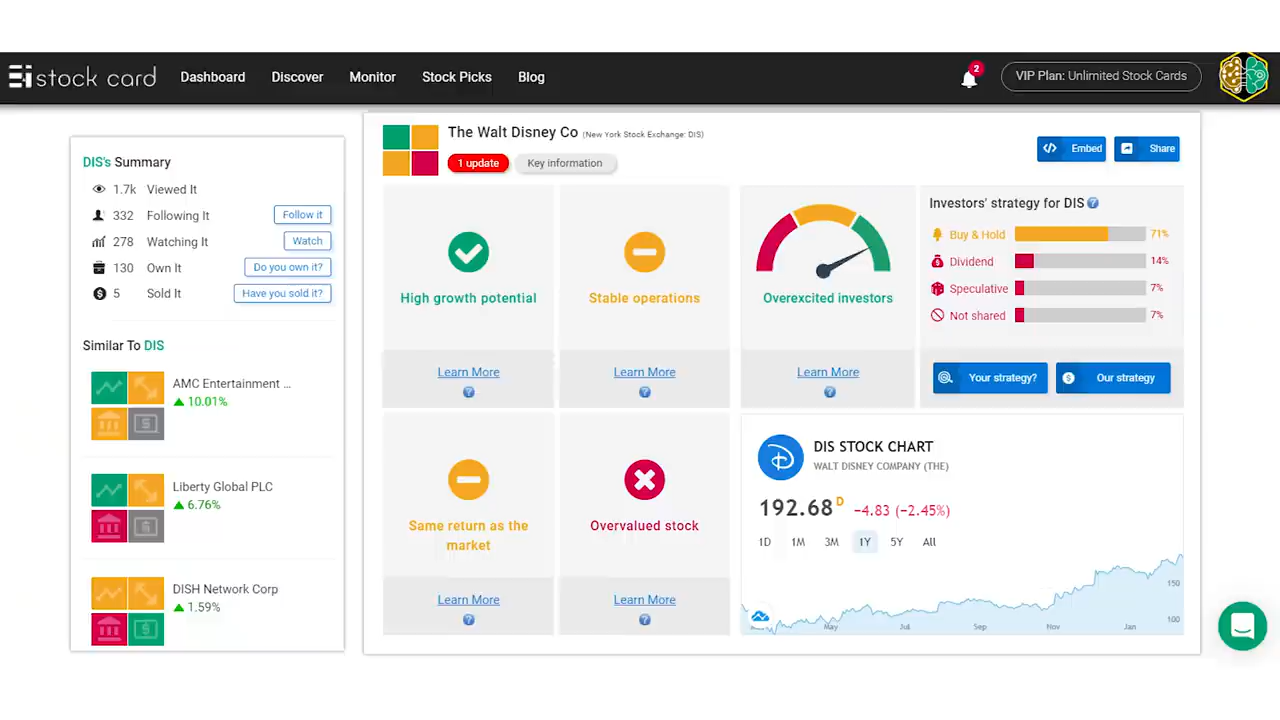 stock card
Dashboard
Discover
Monitor
Stock Picks
Blog
2
VIP Plan: Unlimited Stock Cards
DIS's Summary
1.7k Viewed It
332 Following It
Follow it
278 Watching It
Watch
130 Own It
Do you own it?
5 Sold It
Have you sold it?
Similar To DIS
AMC Entertainment ...
10.01%
Liberty Global PLC
6.76%
DISH Network Corp
1.59%
The Walt Disney Co (New York Stock Exchange: DIS)
1 update
Key information
Embed
Share
High growth potential
Learn More
Stable operations
Learn More
Overexcited investors
Learn More
Investors' strategy for DIS
Buy & Hold 71%
Dividend 14%
Speculative 7%
Not shared 7%
Your strategy?
Our strategy
Same return as the
market
Learn More
Overvalued stock
Learn More
DIS STOCK CHART
WALT DISNEY COMPANY (THE)
192.68 D −4.83 (−2.45%)
1D 1M 3M 1Y 5Y All
150
100
May Jul Sep Nov Jan